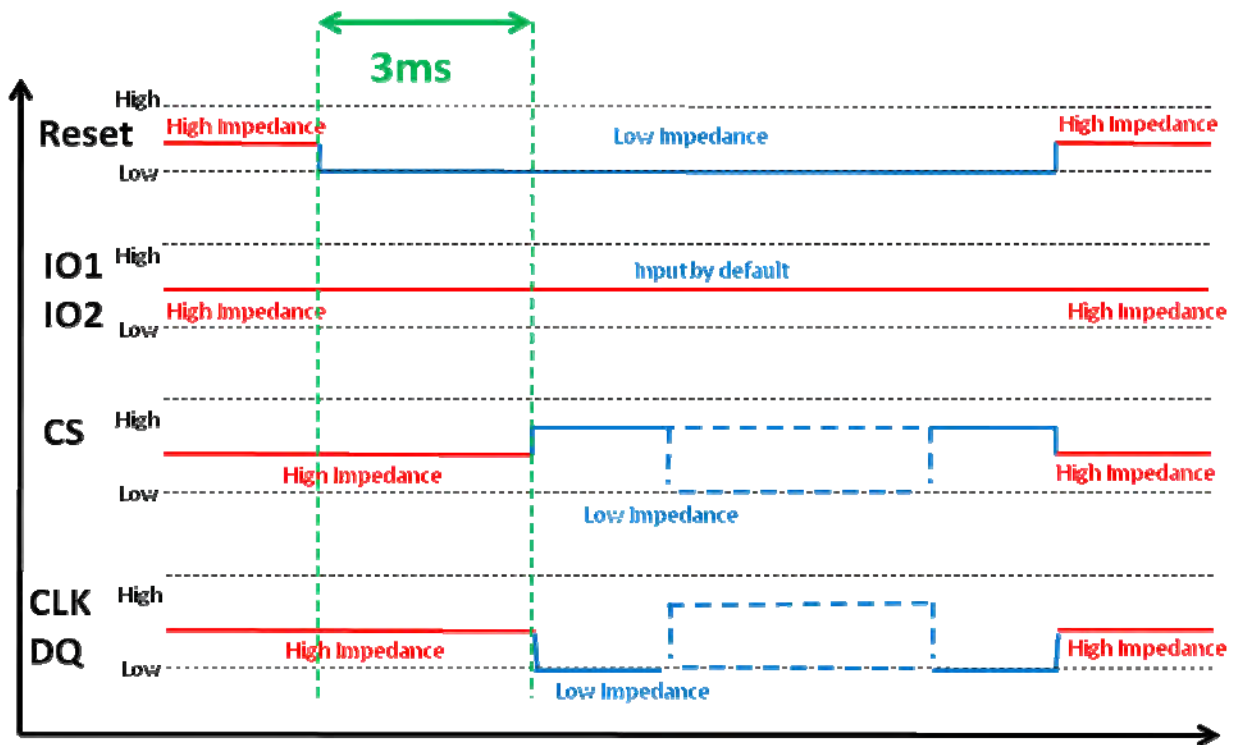 3ms
High
Reset
High Impedance
Low Impedance
High Impedance
Low
IO1
High
Input by default
IO2
High Impedance
High Impedance
Low
High
CS
High Impedance
High Impedance
Low
Low Impedance
CLK
High
DQ
High Impedance
High Impedance
Low
Low Impedance